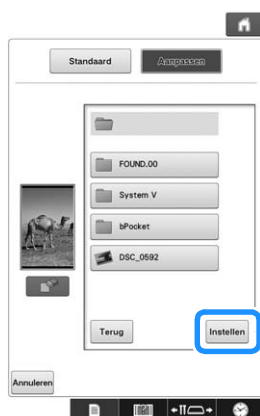 Standaard Aanpassen
FOUND.00
System V
bPocket
DSC_0592
Terug Instellen
Annuleren